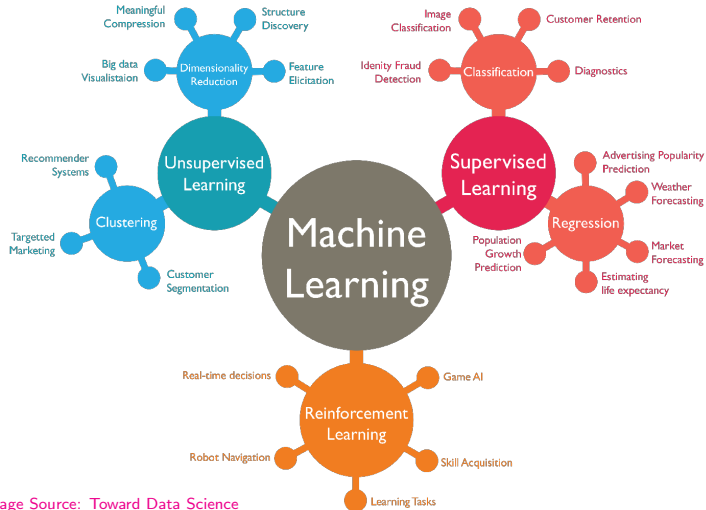 Meaningful
Compression
Structure
Discovery
Image
Classification
Customer Retention
Big data
Visualistaion
Dimensionality
Reduction
Feature
Elicitation
Idenity Fraud
Detection
Classification
Diagnostics
Recommender
Systems
Unsupervised
Learning
Supervised
Learning
Advertising Popularity
Prediction
Weather
Forecasting
Clustering
Regression
Targetted
Marketing
Machine
Learning
Population
Growth
Prediction
Market
Forecasting
Customer
Segmentation
Estimating
life expectancy
Real-time decisions
Game AI
Reinforcement
Learning
Robot Navigation
Skill Acquisition
Learning Tasks
age Source: Toward Data Science